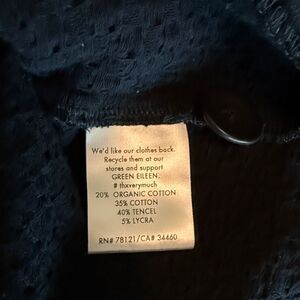 We'd like our clothes back.
Recycle them at our
stores and support
GREEN EILEEN.
# thxverymuch
20% ORGANIC COTTON
35% COTTON
40% TENCEL
5% LYCRA
RN# 78121/CA# 34460